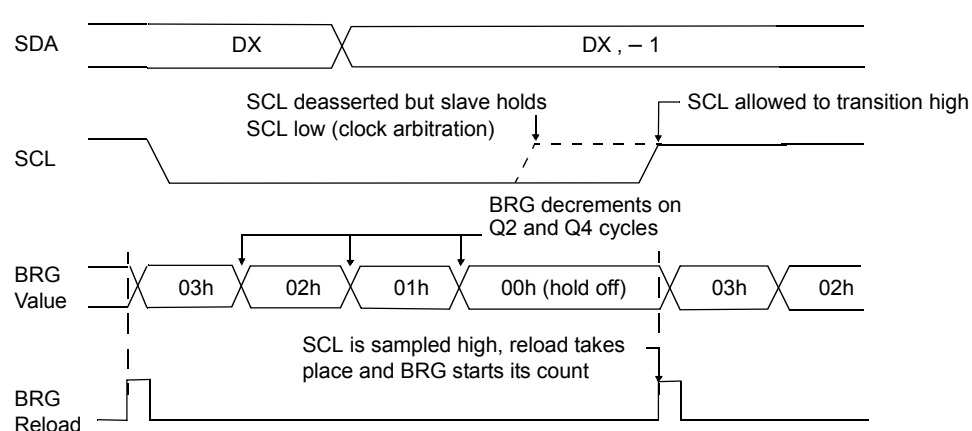 SDA
DX
DX , – 1
SCL deasserted but slave holds
SCL low (clock arbitration)
SCL allowed to transition high
SCL
BRG decrements on
Q2 and Q4 cycles
BRG
Value
03h
02h
01h
00h (hold off)
03h
02h
SCL is sampled high, reload takes
place and BRG starts its count
BRG
Reload